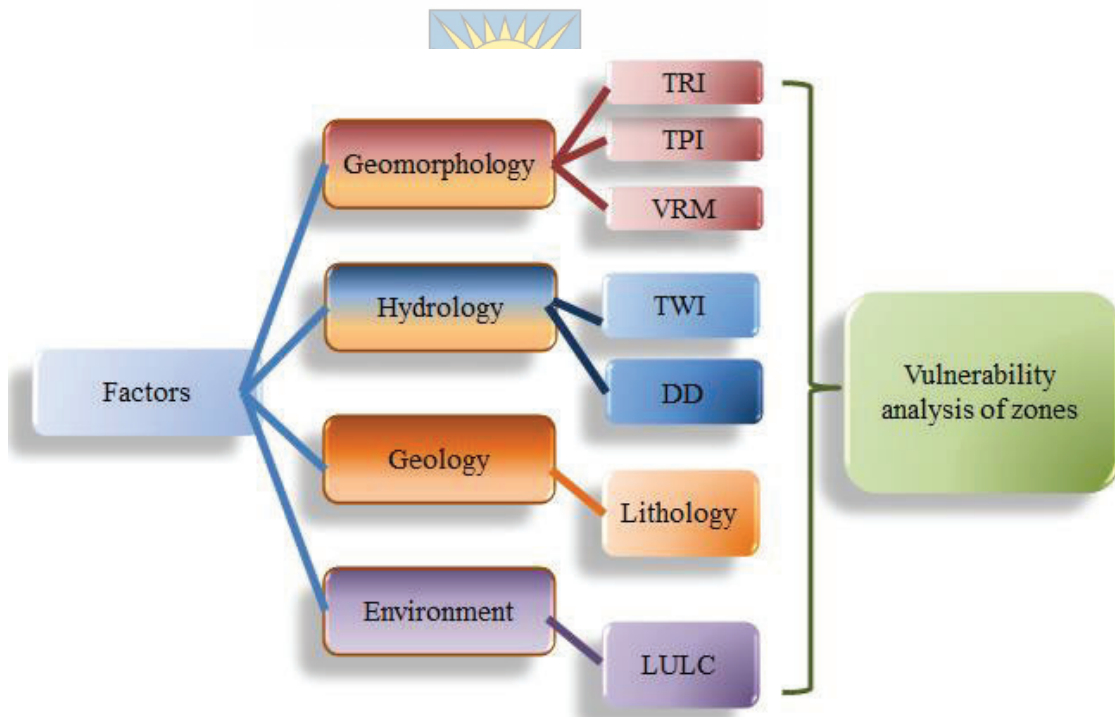 Factors
Geomorphology
TRI
TPI
VRM
Hydrology
TWI
DD
Geology
Lithology
Environment
LULC
Vulnerability
analysis of zones